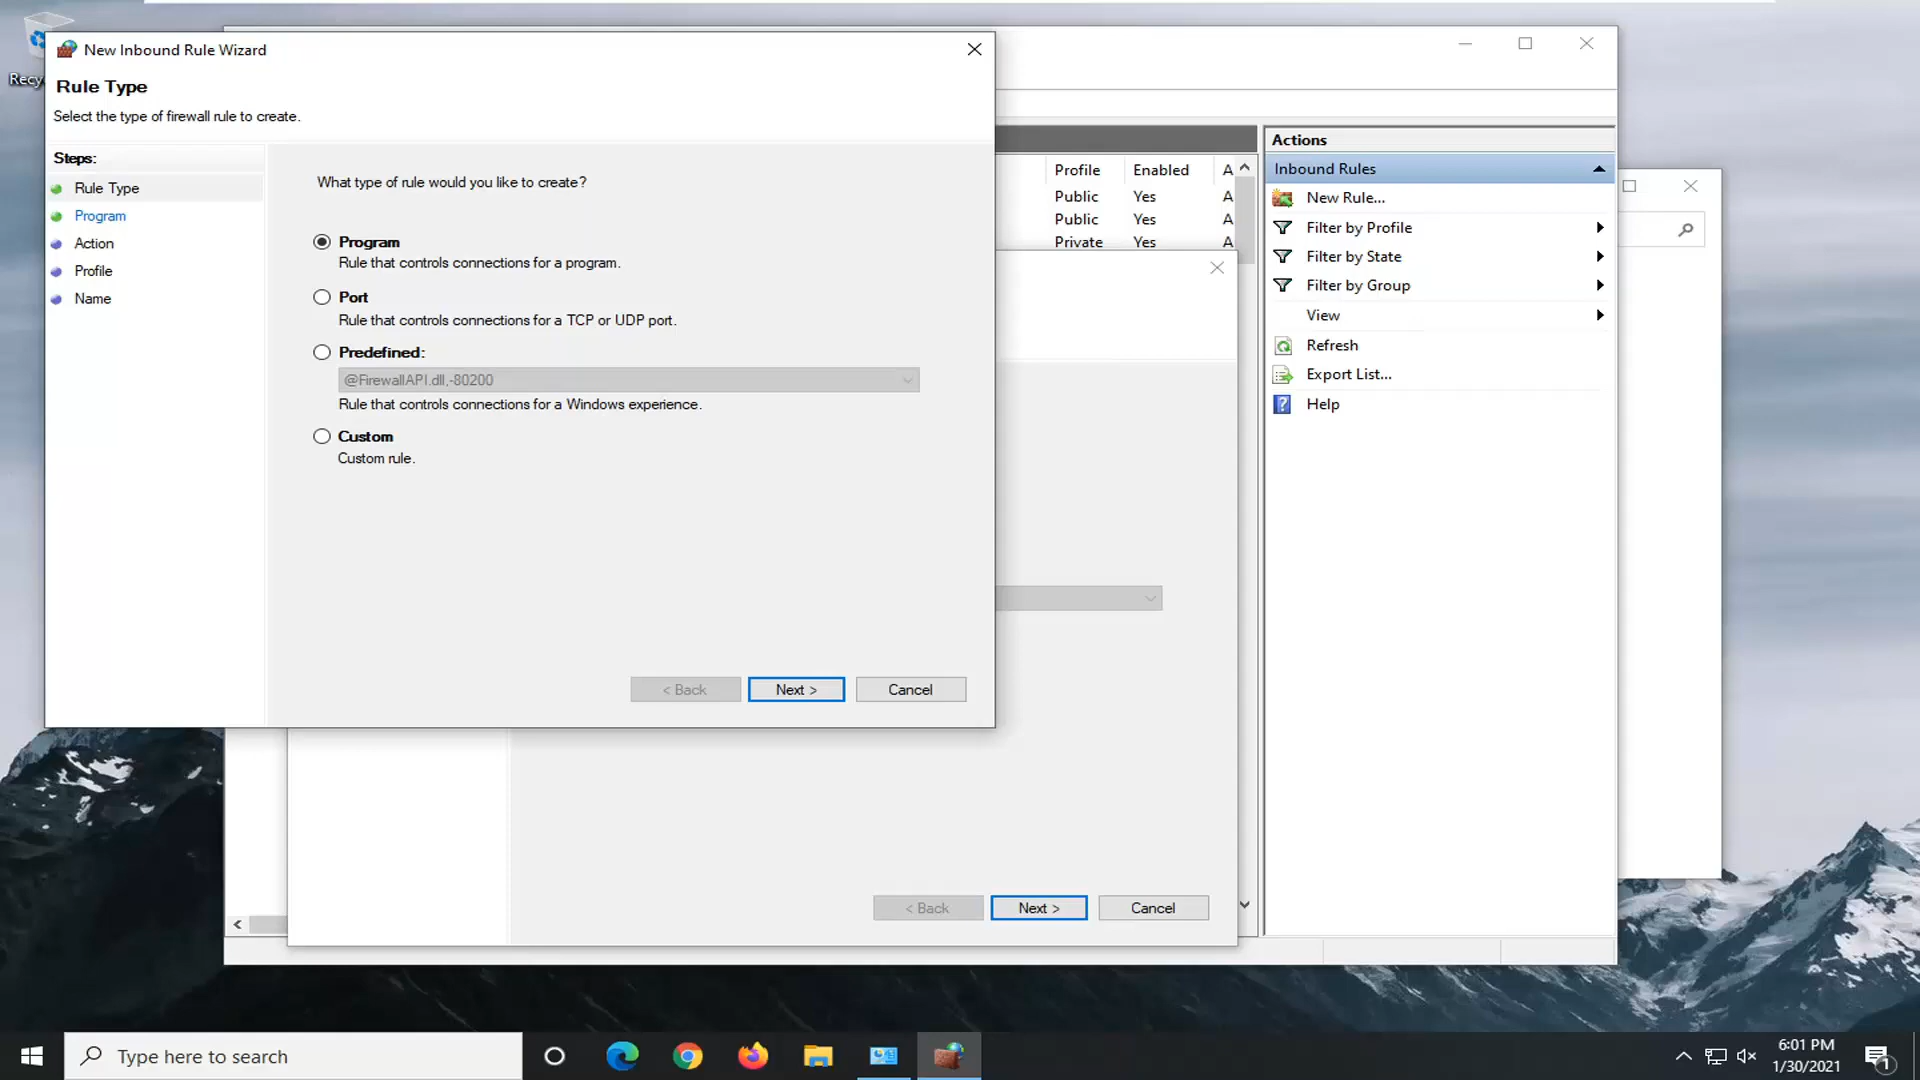 Recy
New Inbound Rule Wizard
Rule Type
Select the type of firewall rule to create.
Steps:
Rule Type
Program
Action
Profile
Name
What type of rule would you like to create?
Program
Rule that controls connections for a program.
Port
Rule that controls connections for a TCP or UDP port.
Predefined:
@FirewallAPI.dll,-80200
Rule that controls connections for a Windows experience.
Custom
Custom rule.
< Back Next > Cancel
Profile Enabled A
Public Yes A
Public Yes A
Private Yes A
< Back Next > Cancel
Actions
Inbound Rules
New Rule...
Filter by Profile
Filter by State
Filter by Group
View
Refresh
Export List...
Help
Type here to search
6:01 PM
1/30/2021
1